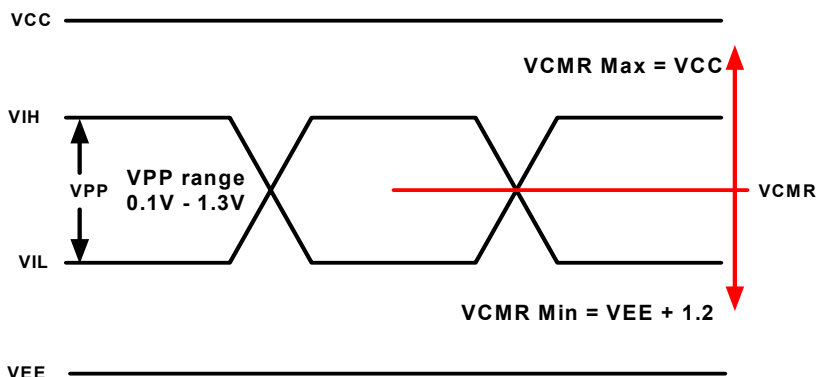 VCC
VCMR Max = VCC
VIH
VPP
VPP range
0.1V - 1.3V
VCMR
VIL
VCMR Min = VEE + 1.2
VEE